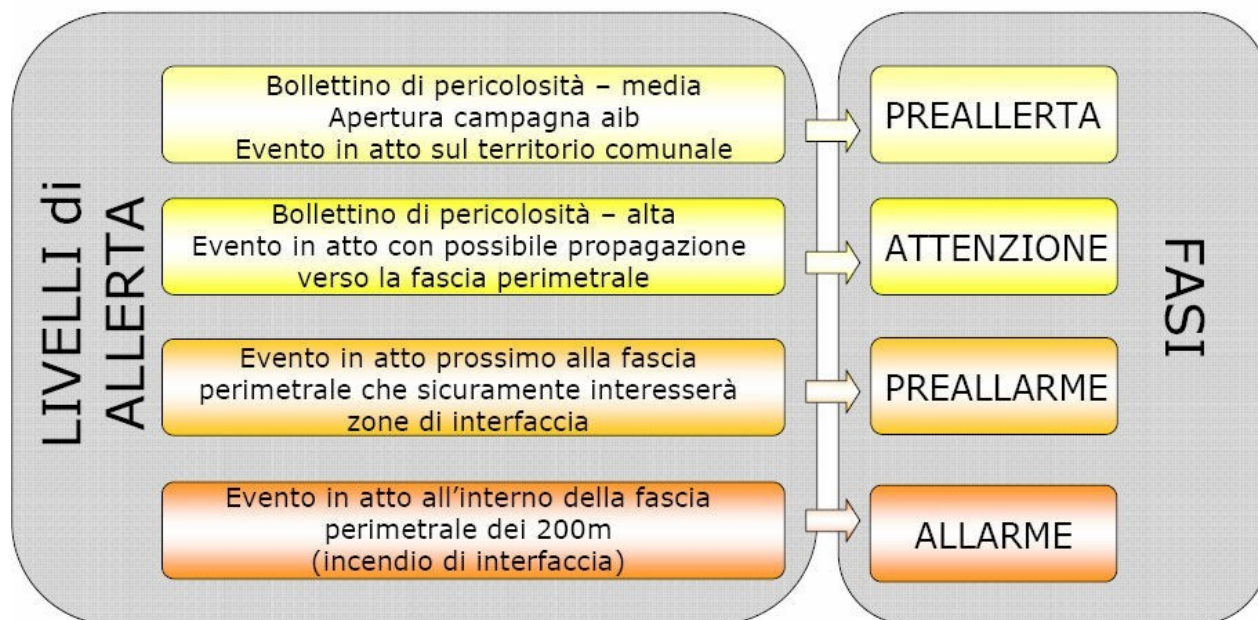 LIVELLI di
ALLERTA
Bollettino di pericolosità – media
Apertura campagna aib
Evento in atto sul territorio comunale
PREALLERTA
Bollettino di pericolosità – alta
Evento in atto con possibile propagazione
verso la fascia perimetrale
ATTENZIONE
Evento in atto prossimo alla fascia
perimetrale che sicuramente interesserà
zone di interfaccia
PREALLARME
Evento in atto all'interno della fascia
perimetrale dei 200m
(incendio di interfaccia)
ALLARME
FASI